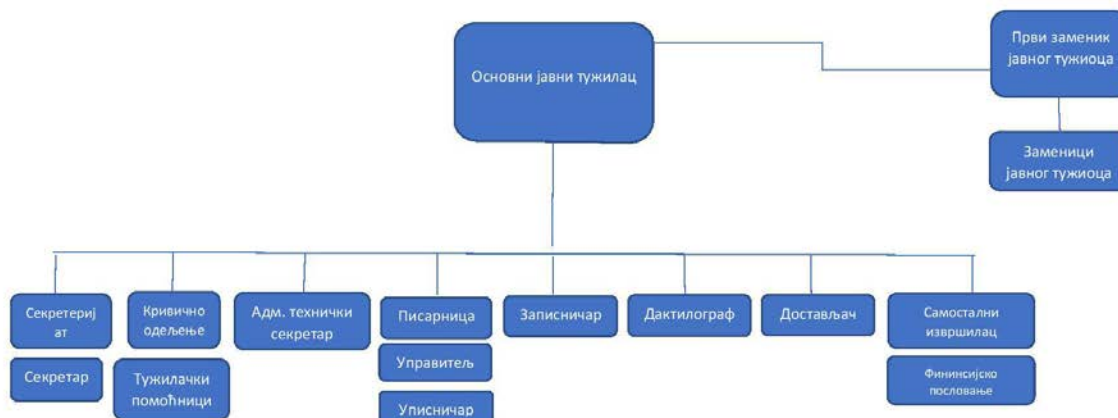 Основни јавни тужилац
Први заменик
јавног тужиоца
Заменици
јавног тужиоца
Секретериј
ат
Кривично
одељење
Адм. технички
секретар
Писарница
Записничар
Дактилограф
Достављач
Самостални
извршилац
Секретар
Тужилачки
помоћници
Управитељ
Уписничар
Фининсијско
пословање